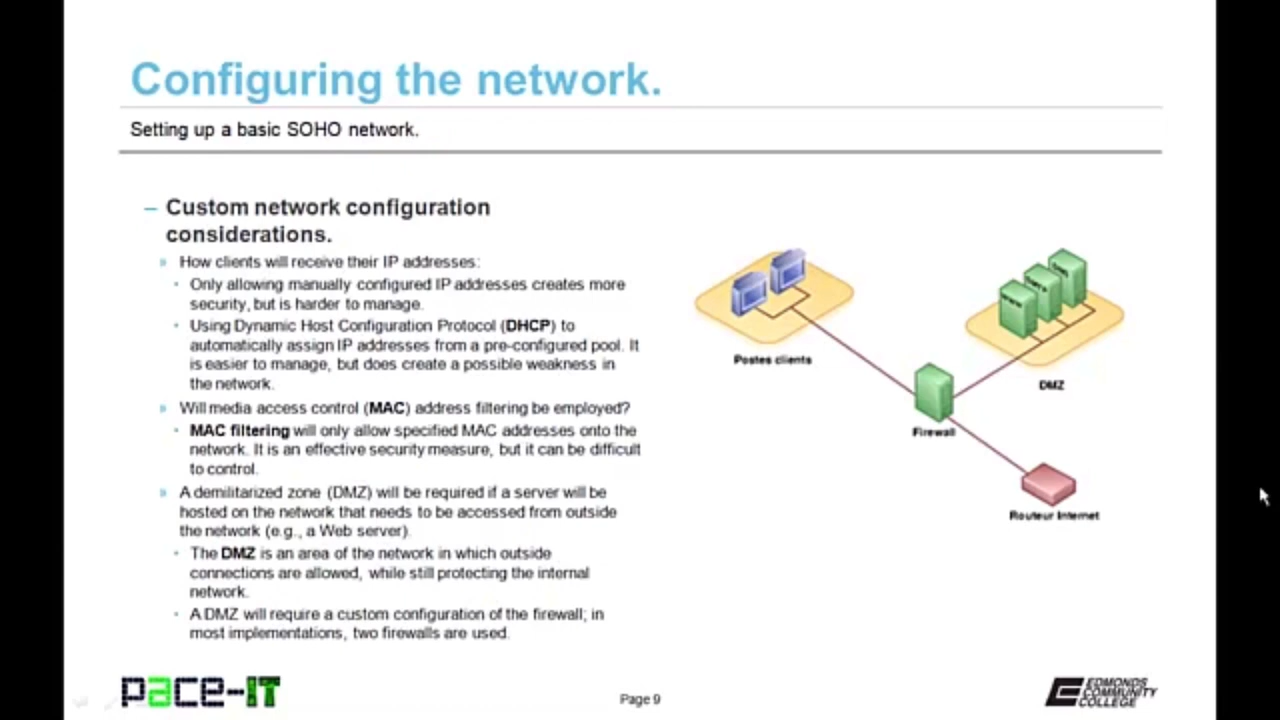 Configuring the network.
Setting up a basic SOHO network.
– Custom network configuration
considerations.
» How clients will receive their IP addresses:
• Only allowing manually configured IP addresses creates more
security, but is harder to manage.
• Using Dynamic Host Configuration Protocol (DHCP) to
automatically assign IP addresses from a pre-configured pool. It
is easier to manage, but does create a possible weakness in
the network.
» Will media access control (MAC) address filtering be employed?
• MAC filtering will only allow specified MAC addresses onto the
network. It is an effective security measure, but it can be difficult
to control.
» A demilitarized zone (DMZ) will be required if a server will be
hosted on the network that needs to be accessed from outside
the network (e.g., a Web server).
• The DMZ is an area of the network in which outside
connections are allowed, while still protecting the internal
network.
• A DMZ will require a custom configuration of the firewall; in
most implementations, two firewalls are used.
Postes clients
DMZ
Firewall
Routeur Internet
pace-IT
Page 9
EDMONDS
COMMUNITY
COLLEGE